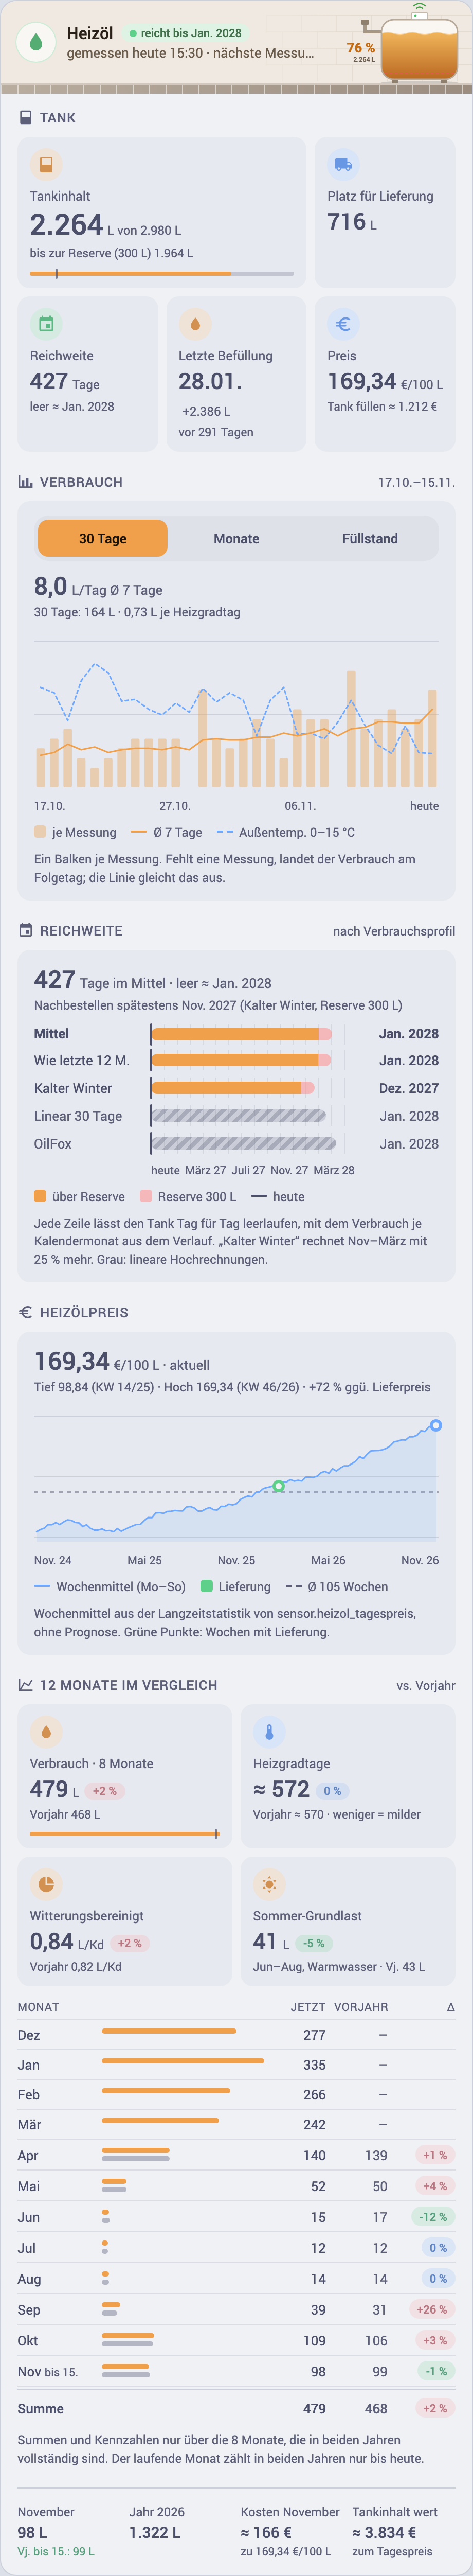 Heizöl
reicht bis Jan. 2028
gemessen heute 15:30 · nächste Messu…
76 %
2.264 L
TANK
Tankinhalt
2.264 L von 2.980 L
bis zur Reserve (300 L) 1.964 L
Platz für Lieferung
716 L
Reichweite
427 Tage
leer ≈ Jan. 2028
Letzte Befüllung
28.01.
+2.386 L
vor 291 Tagen
Preis
169,34 €/100 L
Tank füllen ≈ 1.212 €
VERBRAUCH 17.10.–15.11.
30 Tage Monate Füllstand
8,0 L/Tag Ø 7 Tage
30 Tage: 164 L · 0,73 L je Heizgradtag
17.10. 27.10. 06.11. heute
je Messung Ø 7 Tage Außentemp. 0–15 °C
Ein Balken je Messung. Fehlt eine Messung, landet der Verbrauch am
Folgetag; die Linie gleicht das aus.
REICHWEITE nach Verbrauchsprofil
427 Tage im Mittel · leer ≈ Jan. 2028
Nachbestellen spätestens Nov. 2027 (Kalter Winter, Reserve 300 L)
Mittel Jan. 2028
Wie letzte 12 M. Jan. 2028
Kalter Winter Dez. 2027
Linear 30 Tage Jan. 2028
OilFox Jan. 2028
heute März 27 Juli 27 Nov. 27 März 28
über Reserve Reserve 300 L heute
Jede Zeile lässt den Tank Tag für Tag leerlaufen, mit dem Verbrauch je
Kalendermonat aus dem Verlauf. „Kalter Winter“ rechnet Nov–März mit
25 % mehr. Grau: lineare Hochrechnungen.
HEIZÖLPREIS
169,34 €/100 L · aktuell
Tief 98,84 (KW 14/25) · Hoch 169,34 (KW 46/26) · +72 % ggü. Lieferpreis
Nov. 24 Mai 25 Nov. 25 Mai 26 Nov. 26
Wochenmittel (Mo–So) Lieferung Ø 105 Wochen
Wochenmittel aus der Langzeitstatistik von sensor.heizol_tagespreis,
ohne Prognose. Grüne Punkte: Wochen mit Lieferung.
12 MONATE IM VERGLEICH vs. Vorjahr
Verbrauch · 8 Monate
479 L +2 %
Vorjahr 468 L
Heizgradtage
≈ 572 0 %
Vorjahr ≈ 570 · weniger = milder
Witterungsbereinigt
0,84 L/Kd +2 %
Vorjahr 0,82 L/Kd
Sommer-Grundlast
41 L -5 %
Jun–Aug, Warmwasser · Vj. 43 L
MONAT JETZT VORJAHR Δ
Dez 277 –
Jan 335 –
Feb 266 –
Mär 242 –
Apr 140 139 +1 %
Mai 52 50 +4 %
Jun 15 17 -12 %
Jul 12 12 0 %
Aug 14 14 0 %
Sep 39 31 +26 %
Okt 109 106 +3 %
Nov bis 15. 98 99 -1 %
Summe 479 468 +2 %
Summen und Kennzahlen nur über die 8 Monate, die in beiden Jahren
vollständig sind. Der laufende Monat zählt in beiden Jahren nur bis heute.
November Jahr 2026 Kosten November Tankinhalt wert
98 L 1.322 L ≈ 166 € ≈ 3.834 €
Vj. bis 15.: 99 L zu 169,34 €/100 L zum Tagespreis